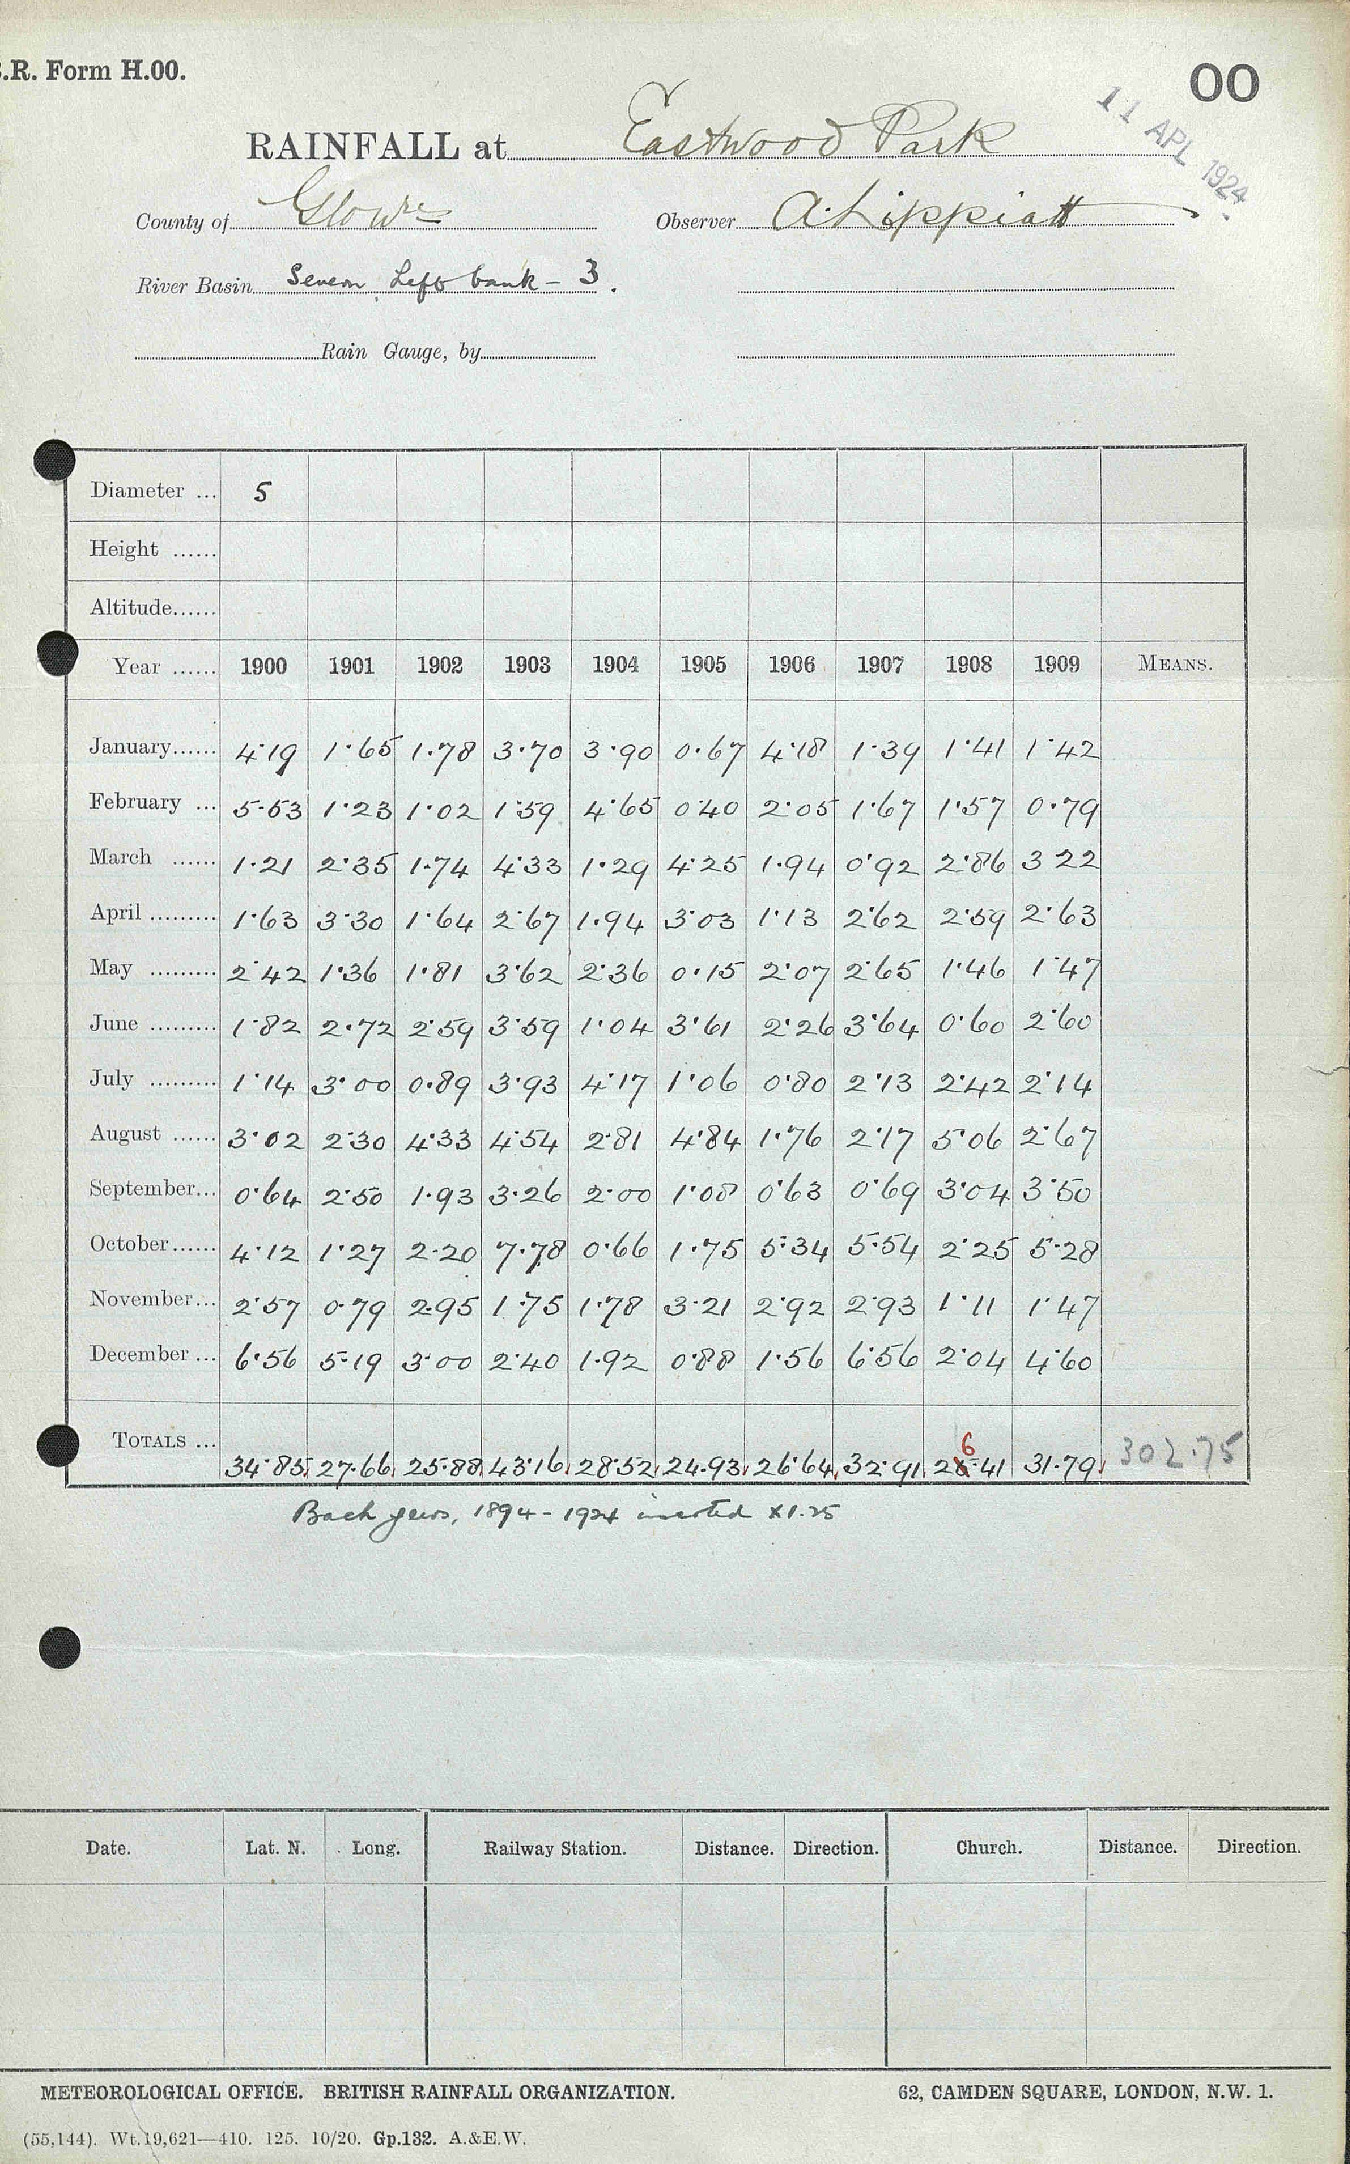 S.R. Form H.00.
00
11 APL 1924
RAINFALL at Eastwood Park
County of Glowre Observer A. Lippiatt
River Basin Severn Left bank - 3.
Rain Gauge, by
Diameter ... 5
Height ......
Altitude......
Year ...... 1900 1901 1902 1903 1904 1905 1906 1907 1908 1909 MEANS.
January...... 4·19 1·65 1·78 3·70 3·90 0·67 4·18 1·39 1·41 1·42
February ... 5·53 1·23 1·02 1·59 4·65 0·40 2·05 1·67 1·57 0·79
March ...... 1·21 2·35 1·74 4·33 1·29 4·25 1·94 0·92 2·86 3 22
April ......... 1·63 3·30 1·64 2·67 1·94 3·03 1·13 2·62 2·59 2·63
May ......... 2·42 1·36 1·81 3·62 2·36 0·15 2·07 2·65 1·46 1·47
June ......... 1·82 2·72 2·59 3·59 1·04 3·61 2·26 3·64 0·60 2·60
July ......... 1·14 3·00 0·89 3·93 4·17 1·06 0·80 2·13 2·42 2·14
August ...... 3·02 2·30 4·33 4·54 2·81 4·84 1·76 2·17 5·06 2·67
September... 0·64 2·50 1·93 3·26 2·00 1·08 0·63 0·69 3·04 3·50
October...... 4·12 1·27 2·20 7·78 0·66 1·75 5·34 5·54 2·25 5·28
November... 2·57 0·79 2·95 1·75 1·78 3·21 2·92 2·93 1·11 1·47
December ... 6·56 5·19 3·00 2·40 1·92 0·88 1·56 6·56 2·04 4·60
6
TOTALS ... 34·85 27·66 25·88 43·16 28·52 24·93 26·64 32·91 25·41 31·79 302·75
Back years, 1894 - 1924 inserted X1.25
Date. Lat. N. Long. Railway Station. Distance. Direction. Church. Distance. Direction.
METEOROLOGICAL OFFICE. BRITISH RAINFALL ORGANIZATION. 62, CAMDEN SQUARE, LONDON, N.W. 1.
(55,144). Wt.19,621—410. 125. 10/20. Gp.132. A.&E.W.